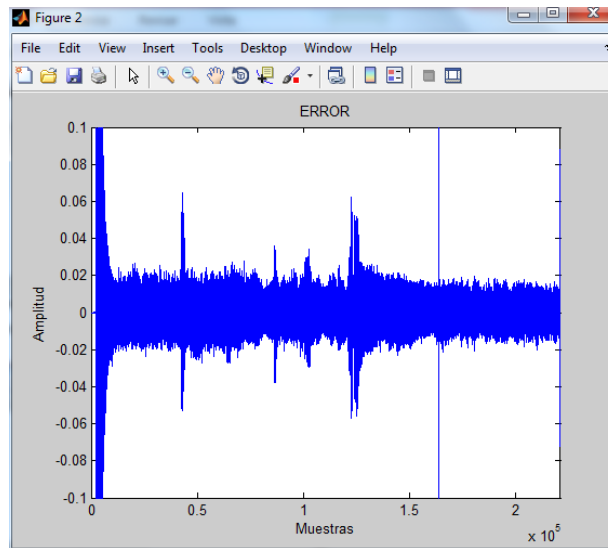 Figure 2
File Edit View Insert Tools Desktop Window Help
ERROR
0.1
0.08
0.06
0.04
0.02
0
-0.02
-0.04
-0.06
-0.08
-0.1
Amplitud
0 0.5 1 1.5 2
x 10^5
Muestras